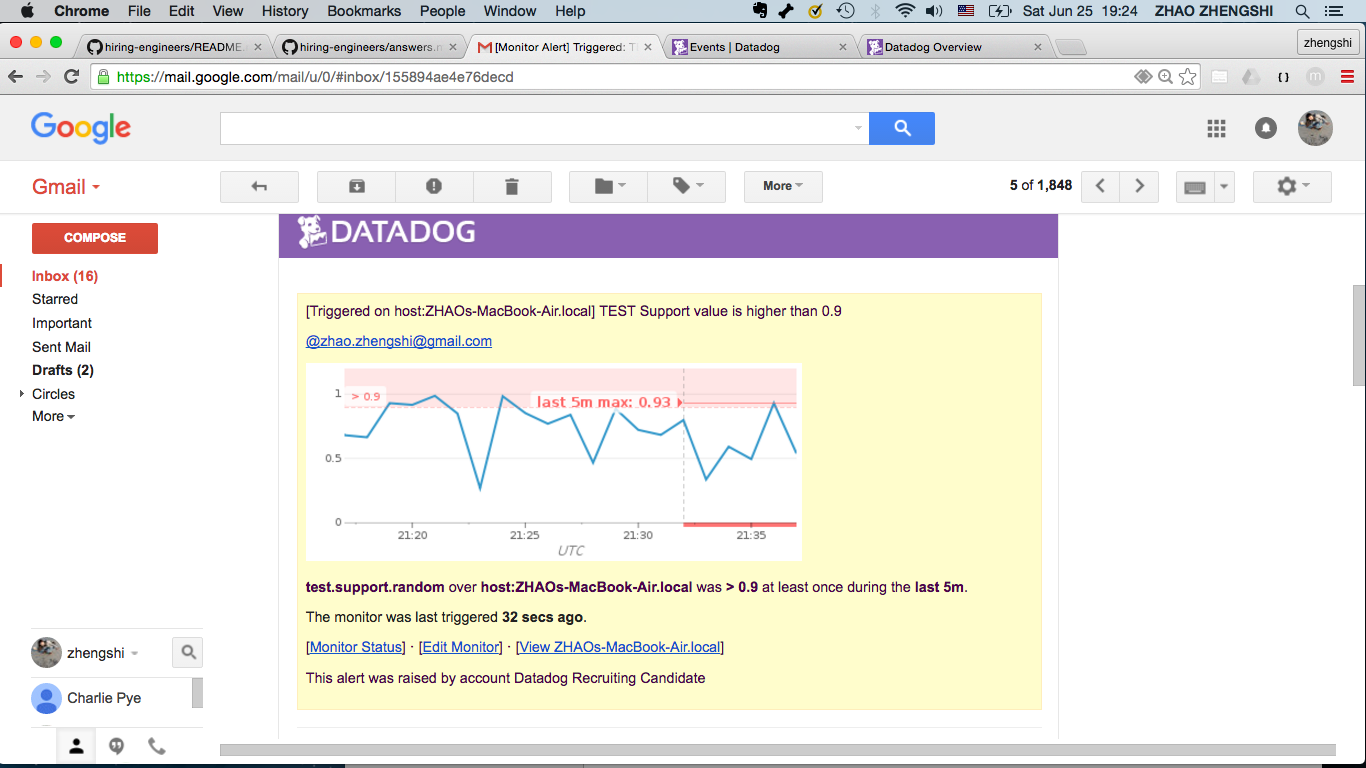 Chrome File Edit View History Bookmarks People Window Help Sat Jun 25 19:24 ZHAO ZHENGSHI
hiring-engineers/README. hiring-engineers/answers. [Monitor Alert] Triggered: T Events | Datadog Datadog Overview zhengshi
https://mail.google.com/mail/u/0/#inbox/155894ae4e76decd
Google
Gmail More 5 of 1,848
COMPOSE
Inbox (16)
Starred
Important
Sent Mail
Drafts (2)
Circles
More
DATADOG
[Triggered on host:ZHAOs-MacBook-Air.local] TEST Support value is higher than 0.9
@zhao.zhengshi@gmail.com
1 > 0.9 last 5m max: 0.93
0.5
0
21:20 21:25 21:30 21:35
UTC
test.support.random over host:ZHAOs-MacBook-Air.local was > 0.9 at least once during the last 5m.
The monitor was last triggered 32 secs ago.
[Monitor Status] · [Edit Monitor] · [View ZHAOs-MacBook-Air.local]
This alert was raised by account Datadog Recruiting Candidate
zhengshi
Charlie Pye